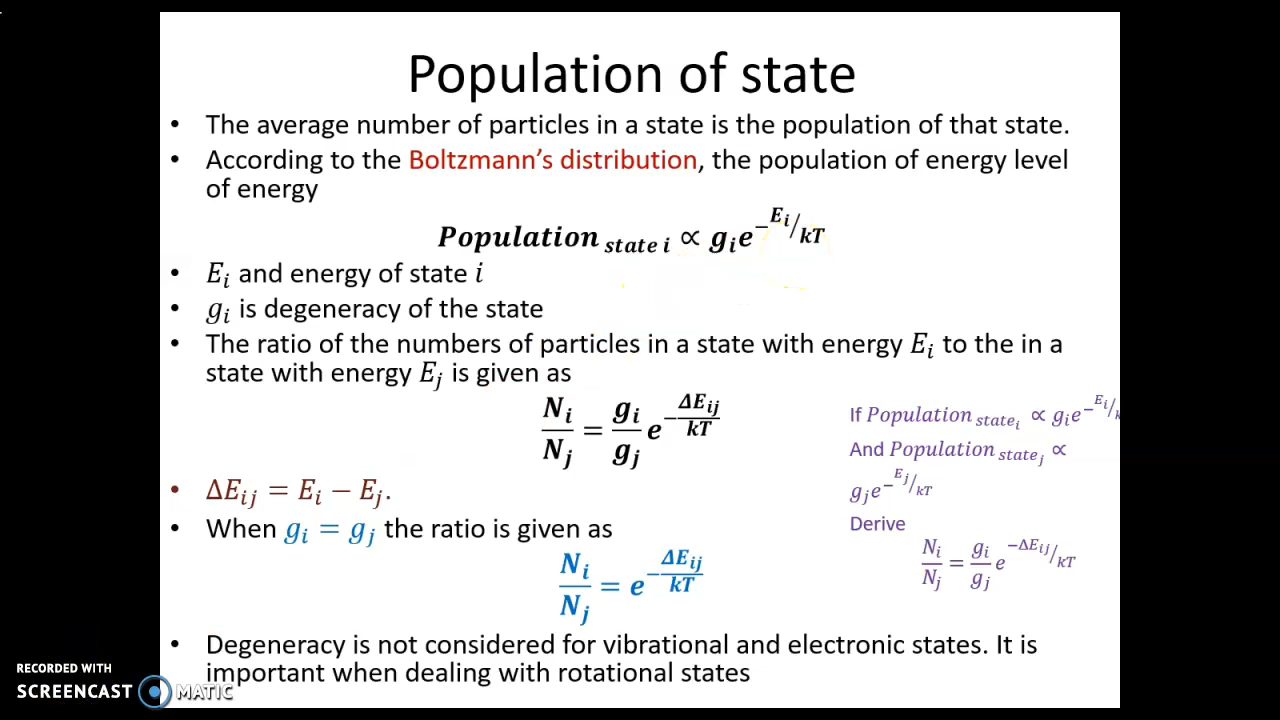 Population of state
• The average number of particles in a state is the population of that state.
• According to the Boltzmann's distribution, the population of energy level
of energy
Population state i ∝ gᵢe^(−Eᵢ/kT)
• Eᵢ and energy of state i
• gᵢ is degeneracy of the state
• The ratio of the numbers of particles in a state with energy Eᵢ to the in a
state with energy Eⱼ is given as
Nᵢ/Nⱼ = gᵢ/gⱼ e^(−ΔEᵢⱼ/kT)
• ΔEᵢⱼ = Eᵢ − Eⱼ.
• When gᵢ = gⱼ the ratio is given as
Nᵢ/Nⱼ = e^(−ΔEᵢⱼ/kT)
• Degeneracy is not considered for vibrational and electronic states. It is
important when dealing with rotational states
If Population stateᵢ ∝ gᵢe^(−Eᵢ/k
And Population stateⱼ ∝
gⱼe^(−Eⱼ/kT)
Derive
Nᵢ/Nⱼ = gᵢ/gⱼ e^(−ΔEᵢⱼ/kT)
RECORDED WITH
SCREENCAST MATIC